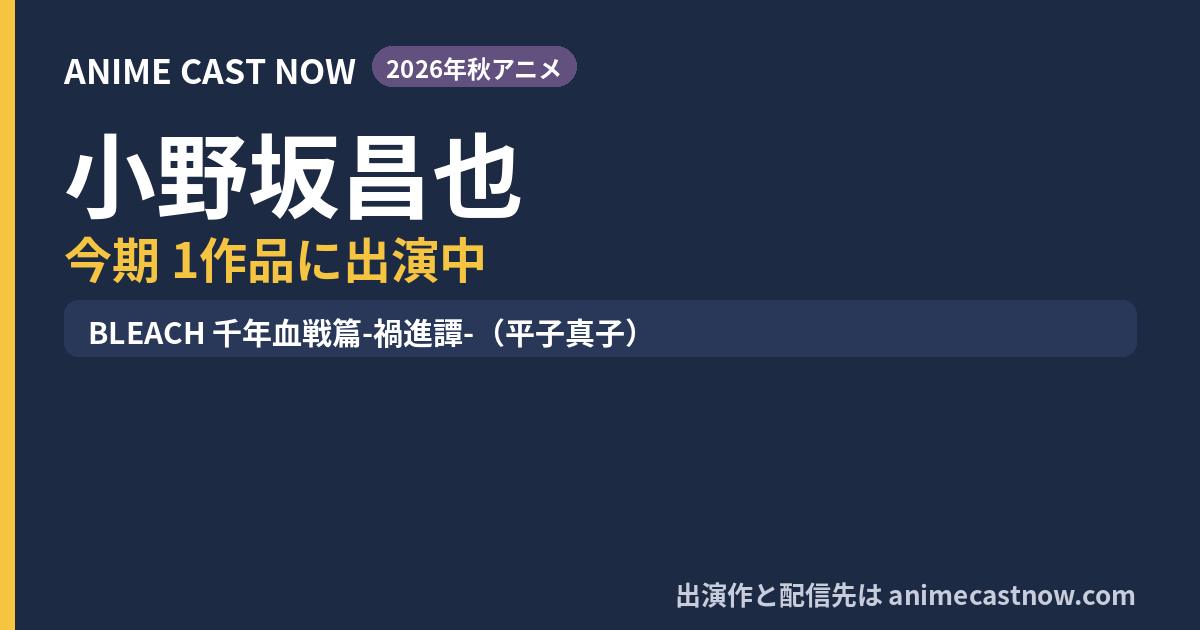 ANIME CAST NOW 2026年秋アニメ
小野坂昌也
今期 1作品に出演中
BLEACH 千年血戦篇-禍進譚-（平子真子）
出演作と配信先は animecastnow.com